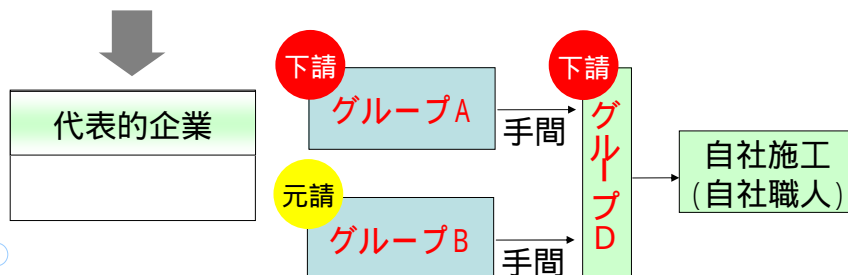 代表的企業
下請
グループA
手間
元請
グループB
手間
下請
グループD
自社施工
(自社職人)